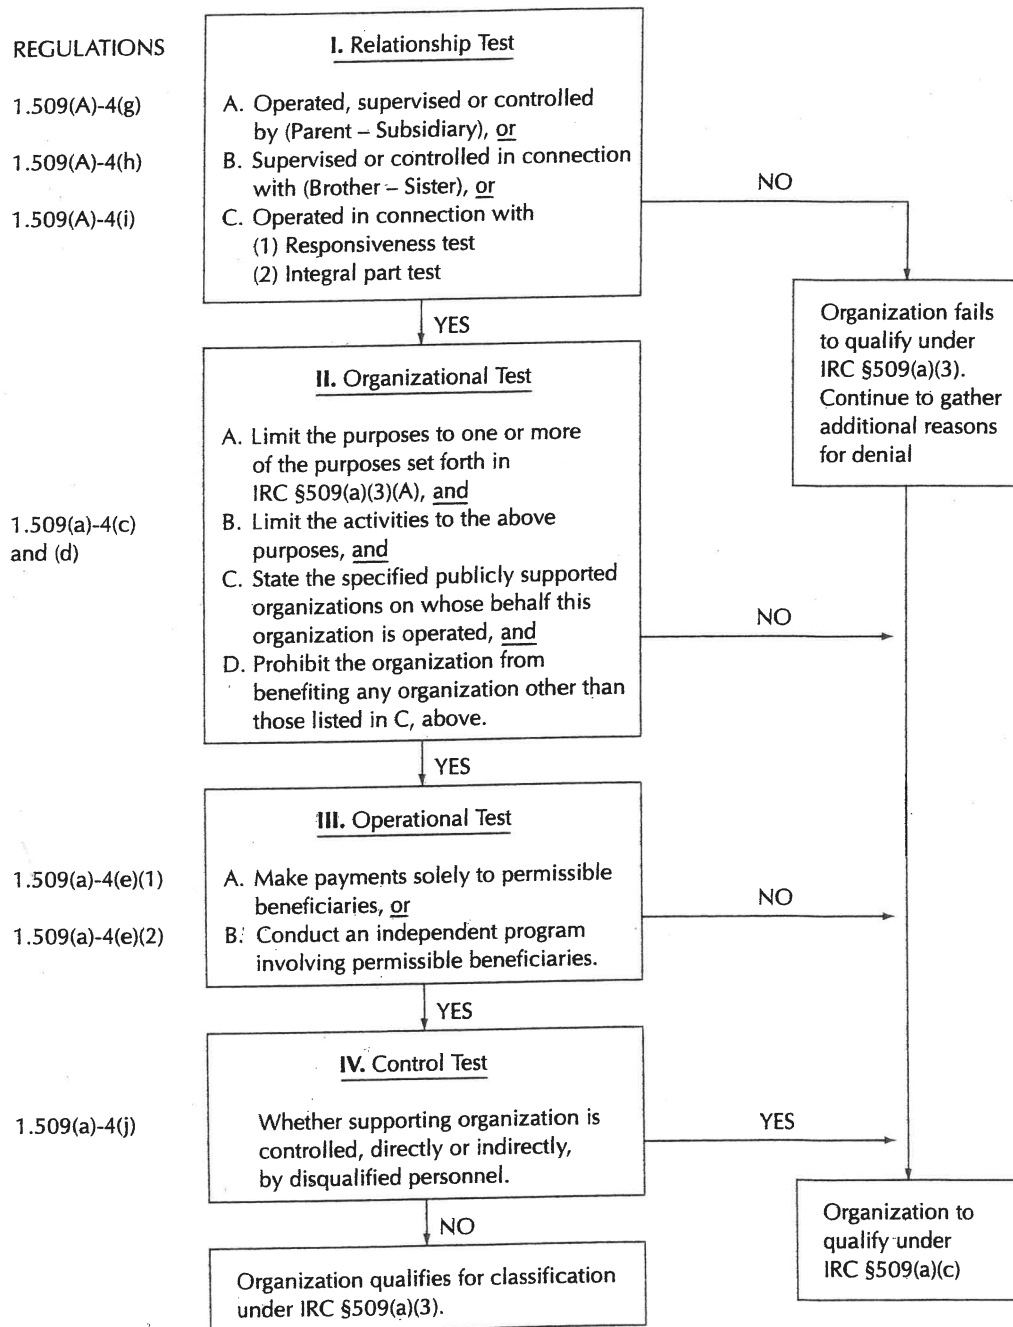 REGULATIONS
I. Relationship Test
1.509(A)-4(g)
A. Operated, supervised or controlled
by (Parent – Subsidiary), or
1.509(A)-4(h)
B. Supervised or controlled in connection
with (Brother – Sister), or
1.509(A)-4(i)
C. Operated in connection with
(1) Responsiveness test
(2) Integral part test
NO
YES
Organization fails
to qualify under
IRC §509(a)(3).
Continue to gather
additional reasons
for denial
II. Organizational Test
A. Limit the purposes to one or more
of the purposes set forth in
IRC §509(a)(3)(A), and
1.509(a)-4(c)
and (d)
B. Limit the activities to the above
purposes, and
C. State the specified publicly supported
organizations on whose behalf this
organization is operated, and
D. Prohibit the organization from
benefiting any organization other than
those listed in C, above.
NO
YES
III. Operational Test
1.509(a)-4(e)(1)
A. Make payments solely to permissible
beneficiaries, or
1.509(a)-4(e)(2)
B. Conduct an independent program
involving permissible beneficiaries.
NO
YES
IV. Control Test
1.509(a)-4(j)
Whether supporting organization is
controlled, directly or indirectly,
by disqualified personnel.
YES
NO
Organization to
qualify under
IRC §509(a)(c)
Organization qualifies for classification
under IRC §509(a)(3).